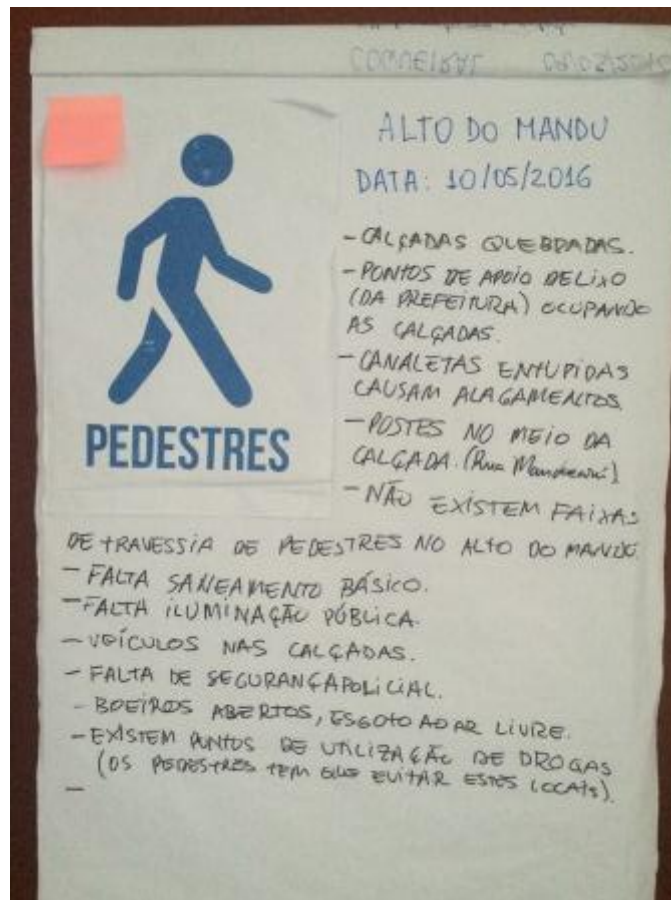 ALTO DO MANDU
DATA: 10/05/2016
- CALÇADAS QUEBRADAS.
- PONTOS DE APOIO DE LIXO
(DA PREFEITURA) OCUPANDO
AS CALÇADAS.
- CANALETAS ENTUPIDAS
CAUSAM ALAGAMENTOS.
- POSTES NO MEIO DA
CALÇADA. (Rua
- NÃO EXISTEM FAIXAS
PEDESTRES
DE TRAVESSIA DE PEDESTRES NO ALTO DO MANDU.
- FALTA SANEAMENTO BÁSICO.
- FALTA ILUMINAÇÃO PÚBLICA.
- VEÍCULOS NAS CALÇADAS.
- FALTA DE SEGURANÇA POLICIAL.
- BOEIROS ABERTOS, ESGOTO AO AR LIVRE.
- EXISTEM PONTOS DE UTILIZAÇÃO DE DROGAS
(OS PEDESTRES TEM QUE EVITAR ESTES LOCAIS).
-